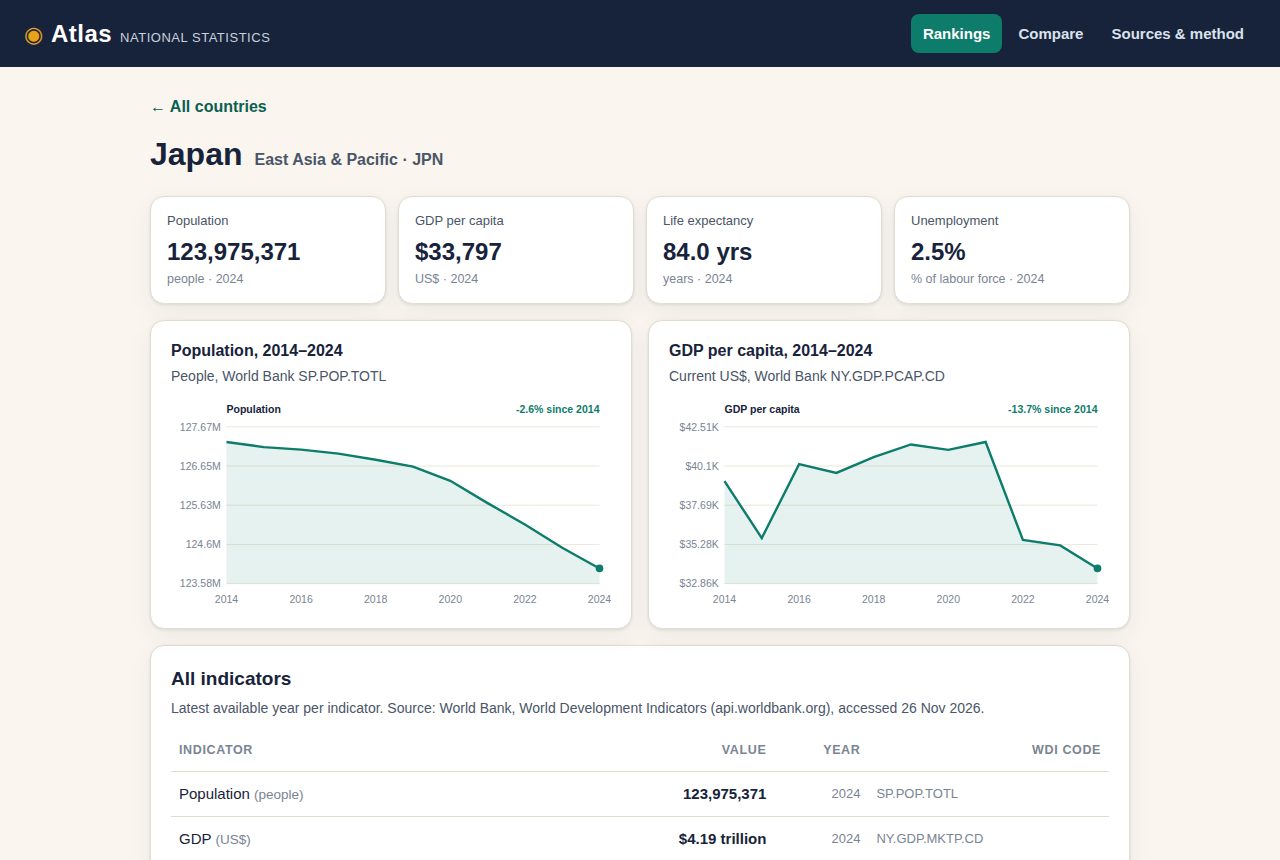 ◉ Atlas NATIONAL STATISTICS Rankings Compare Sources & method
← All countries
Japan East Asia & Pacific · JPN
Population GDP per capita Life expectancy Unemployment
123,975,371 $33,797 84.0 yrs 2.5%
people · 2024 US$ · 2024 years · 2024 % of labour force · 2024
Population, 2014–2024
People, World Bank SP.POP.TOTL
Population -2.6% since 2014
127.67M
126.65M
125.63M
124.6M
123.58M
2014 2016 2018 2020 2022 2024
GDP per capita, 2014–2024
Current US$, World Bank NY.GDP.PCAP.CD
GDP per capita -13.7% since 2014
$42.51K
$40.1K
$37.69K
$35.28K
$32.86K
2014 2016 2018 2020 2022 2024
All indicators
Latest available year per indicator. Source: World Bank, World Development Indicators (api.worldbank.org), accessed 26 Nov 2026.
INDICATOR VALUE YEAR WDI CODE
Population (people) 123,975,371 2024 SP.POP.TOTL
GDP (US$) $4.19 trillion 2024 NY.GDP.MKTP.CD